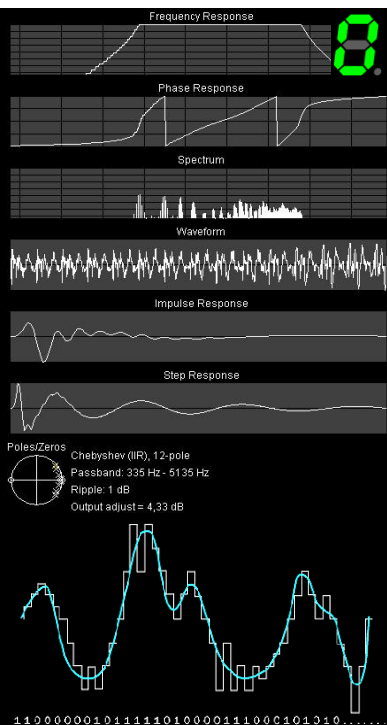 Frequency Response
0
Phase Response
Spectrum
Waveform
Impulse Response
Step Response
Poles/Zeros
Chebyshev (IIR), 12-pole
Passband: 335 Hz - 5135 Hz
Ripple: 1 dB
Output adjust = 4,33 dB